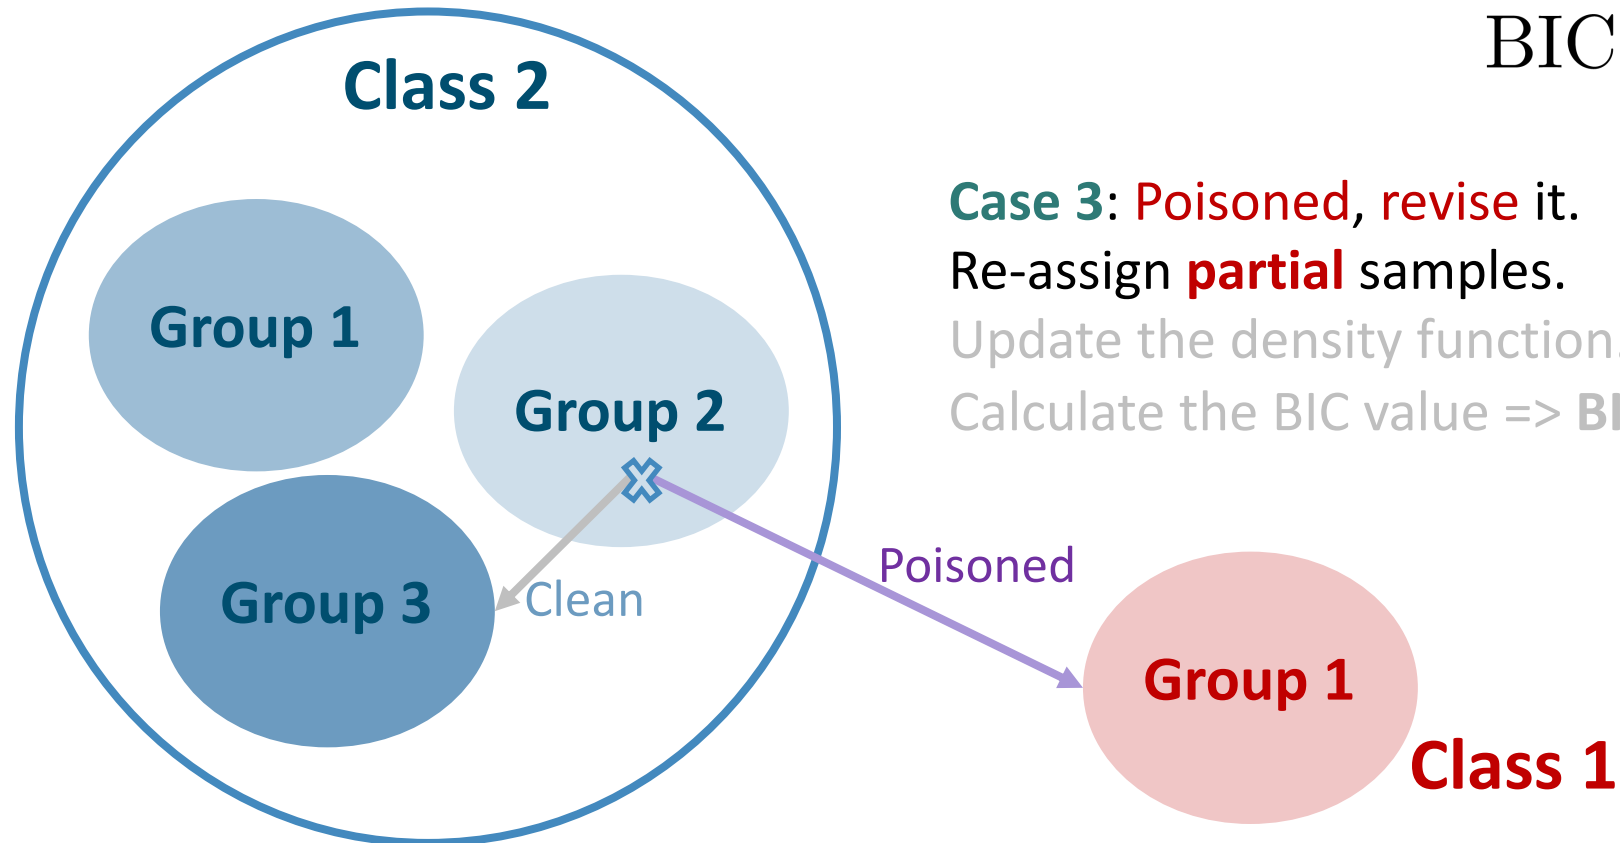 BIC
Class 2
Case 3: Poisoned, revise it.
Re-assign partial samples.
Update the density function.
Calculate the BIC value => BI
Group 1
Group 2
Group 3
Clean
Poisoned
Group 1
Class 1